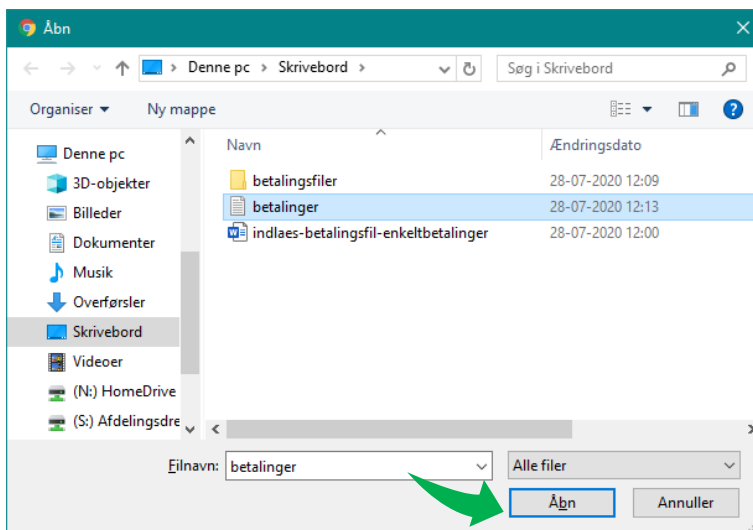 Åbn
Denne pc > Skrivebord >
Søg i Skrivebord
Organiser
Ny mappe
?
Navn
Ændringsdato
Denne pc
3D-objekter
Billeder
Dokumenter
Musik
Overførsler
Skrivebord
Videoer
(N:) HomeDrive
(S:) Afdelingsdre
betalingsfiler 28-07-2020 12:09
betalinger 28-07-2020 12:13
indlaes-betalingsfil-enkeltbetalinger 28-07-2020 12:00
Filnavn: betalinger
Alle filer
Åbn
Annuller